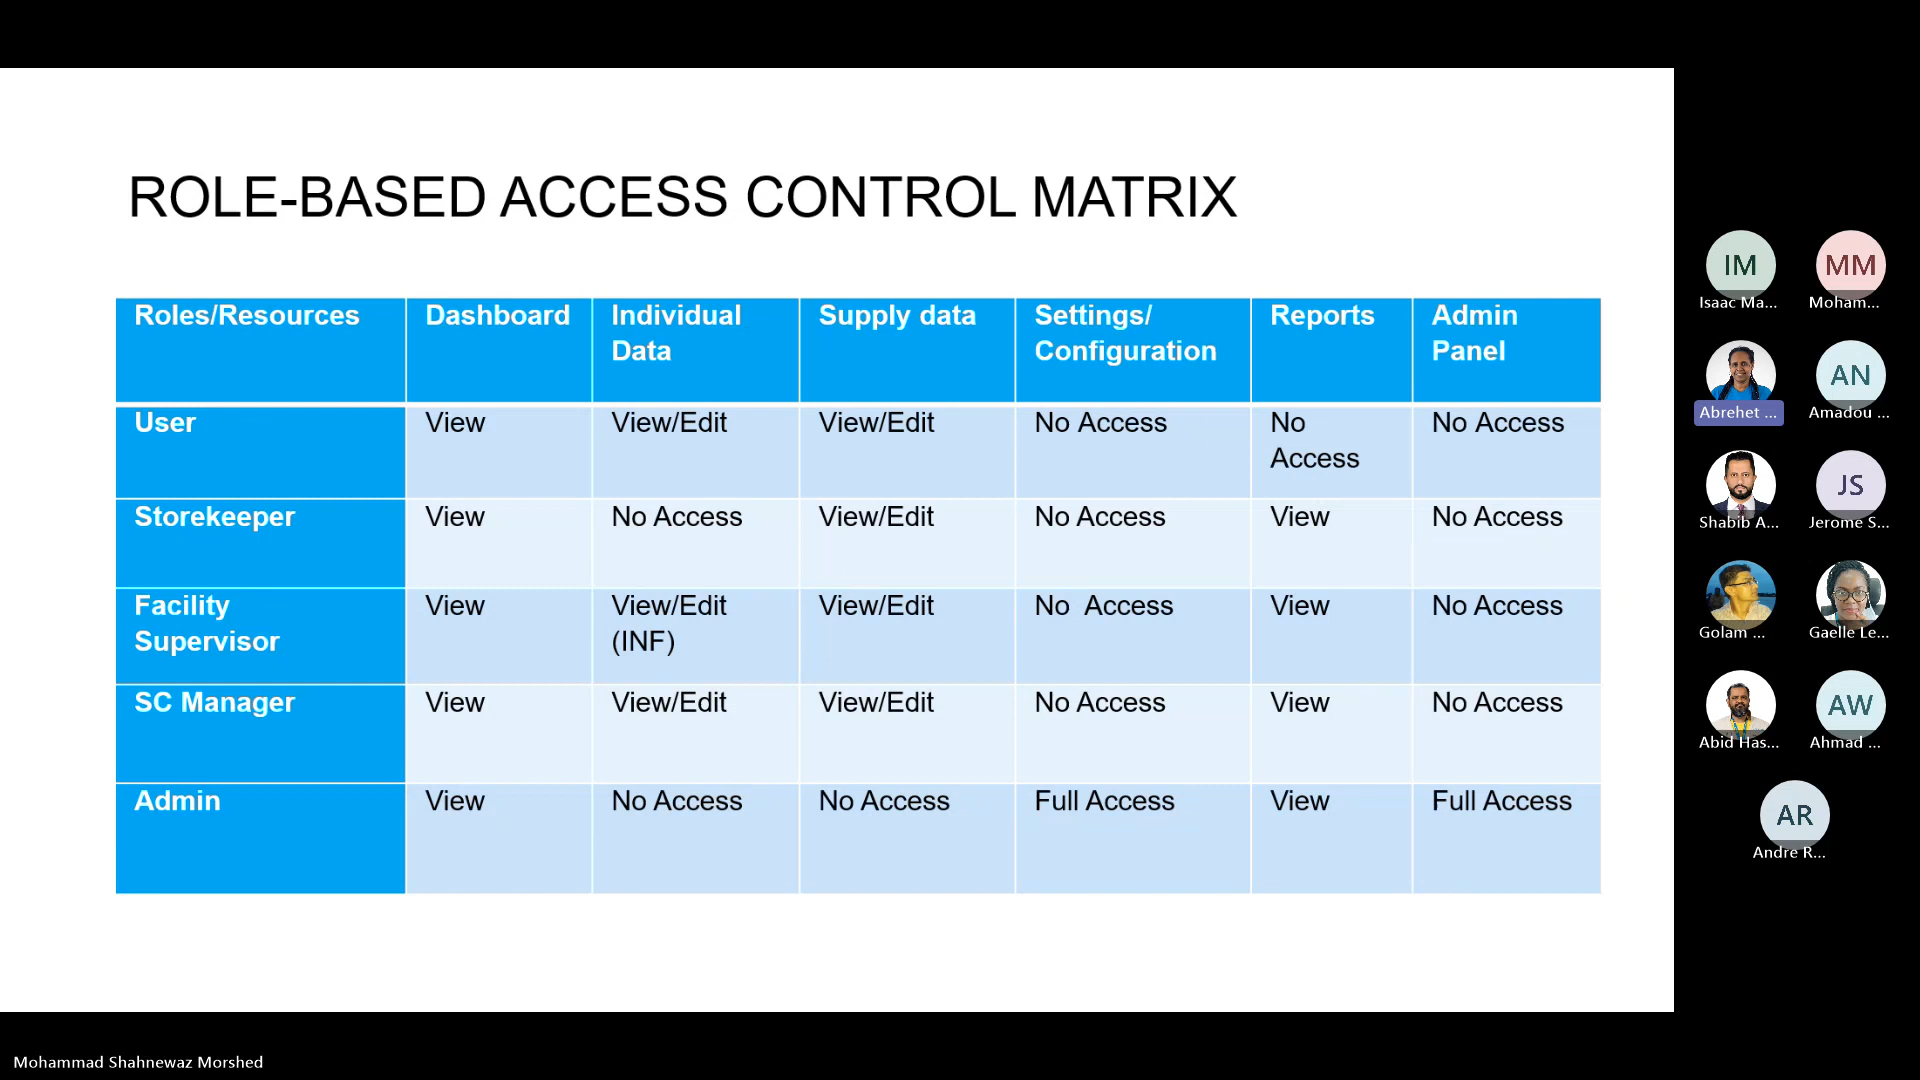 ROLE-BASED ACCESS CONTROL MATRIX
Roles/Resources Dashboard Individual Data Supply data Settings/ Configuration Reports Admin Panel
User View View/Edit View/Edit No Access No Access No Access
Storekeeper View No Access View/Edit No Access View No Access
Facility Supervisor View View/Edit (INF) View/Edit No  Access View No Access
SC Manager View View/Edit View/Edit No Access View No Access
Admin View No Access No Access Full Access View Full Access
IM MM
Isaac Ma... Moham...
AN
Abrehet ... Amadou ...
JS
Shabib A... Jerome S...
Golam ... Gaelle Le...
AW
Abid Has... Ahmad ...
AR
Andre R...
Mohammad Shahnewaz Morshed